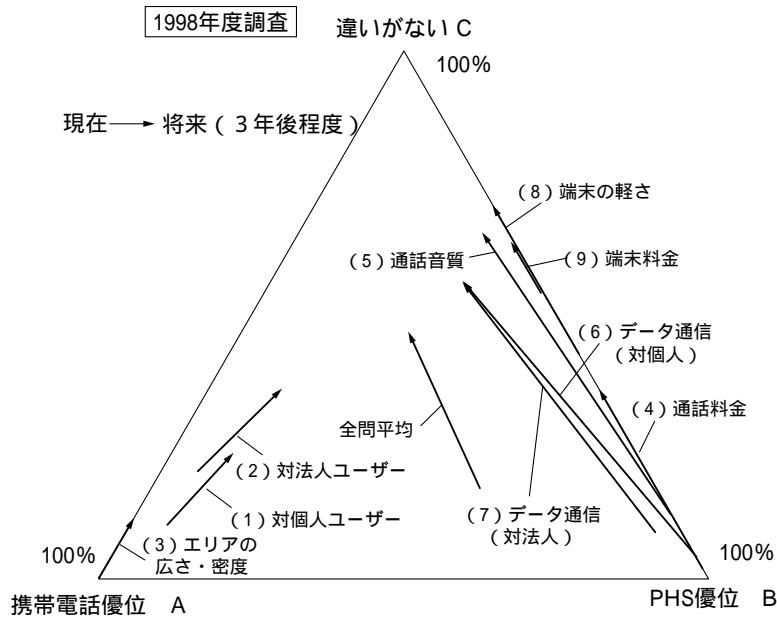 1998年度調査
違いがない C
100%
現在 → 将来（３年後程度）
（8）端末の軽さ
（5）通話音質
（9）端末料金
（6）データ通信
（対個人）
（4）通話料金
全問平均
（2）対法人ユーザー
（1）対個人ユーザー
（7）データ通信
（対法人）
（3）エリアの
広さ・密度
100%
100%
携帯電話優位 A
PHS優位 B